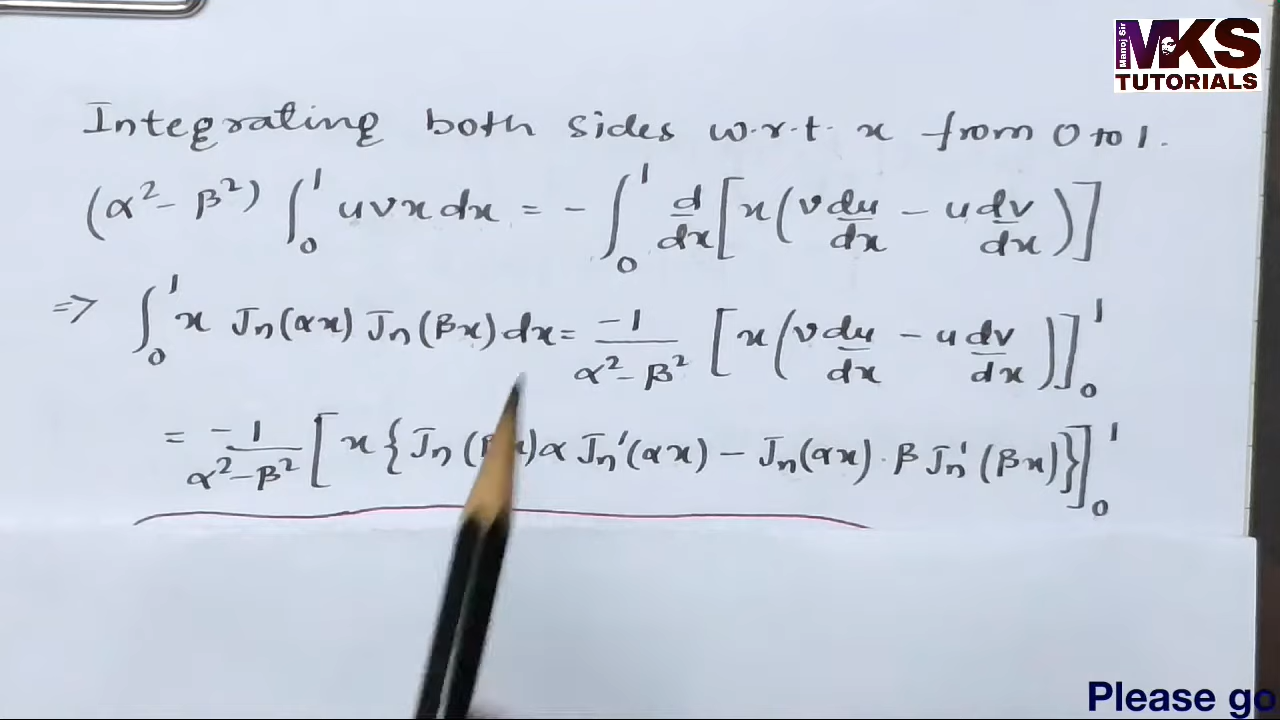 Manoj Sir
MKS
TUTORIALS
Integrating both sides w.r.t. x from 0 to 1.
(α² - β²) ∫₀¹ uvx dx = - ∫₀¹ d/dx [x(v du/dx - u dv/dx)]
⇒ ∫₀¹ x Jn(αx) Jn(βx) dx = -1/(α² - β²) [x(v du/dx - u dv/dx)]₀¹
= -1/(α² - β²) [x{Jn(βx) α Jn'(αx) - Jn(αx) · β Jn'(βx)}]₀¹
Please go